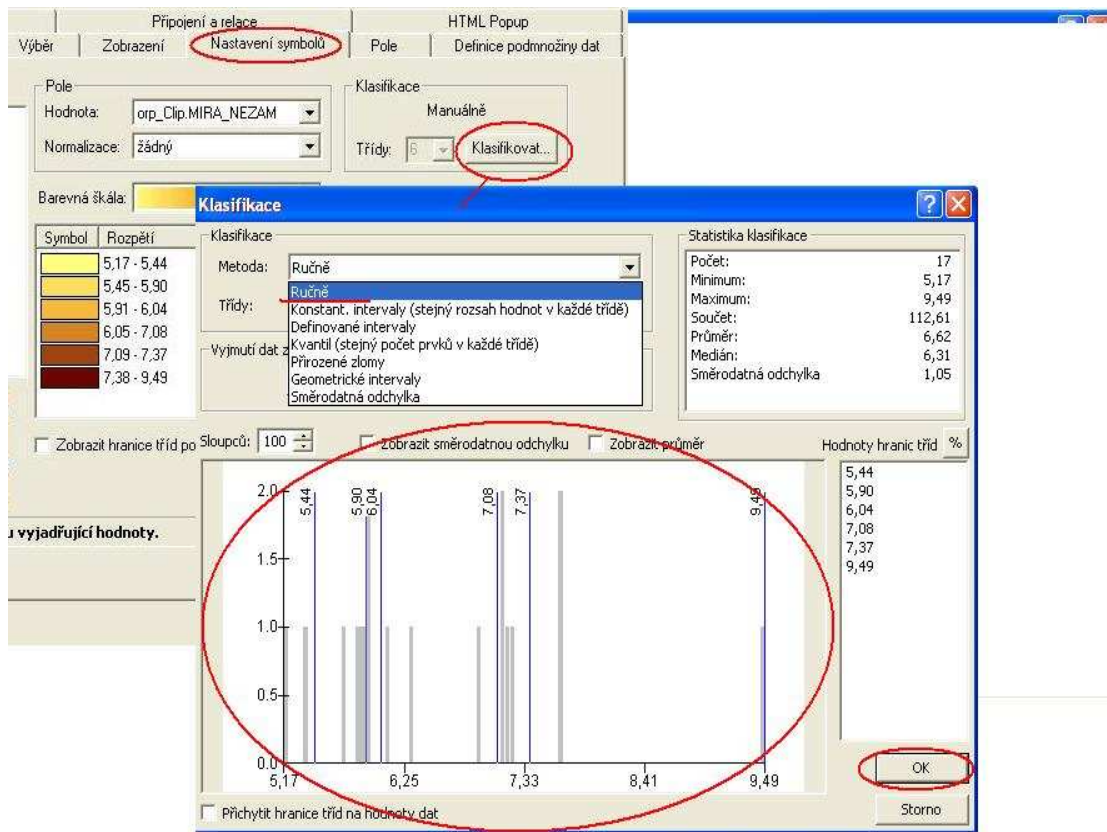 Připojení a relace
HTML Popup
Výběr
Zobrazení
Nastavení symbolů
Pole
Definice podmnožiny dat
Pole
Hodnota: orp_Clip.MIRA_NEZAM
Normalizace: žádný
Klasifikace
Manuálně
Třídy: 6 Klasifikovat...
Barevná škála:
Symbol Rozpětí
5,17 - 5,44
5,45 - 5,90
5,91 - 6,04
6,05 - 7,08
7,09 - 7,37
7,38 - 9,49
Zobrazit hranice tříd po
u vyjadřující hodnoty.
Klasifikace
Klasifikace
Metoda: Ručně
Třídy:
Ručně
Konstant. intervaly (stejný rozsah hodnot v každé třídě)
Definované intervaly
Kvantil (stejný počet prvků v každé třídě)
Přirozené zlomy
Geometrické intervaly
Směrodatná odchylka
Vyjmutí dat z
Statistika klasifikace
Počet: 17
Minimum: 5,17
Maximum: 9,49
Součet: 112,61
Průměr: 6,62
Medián: 6,31
Směrodatná odchylka 1,05
Sloupců: 100
Zobrazit směrodatnou odchylku
Zobrazit průměr
Hodnoty hranic tříd %
5,44
5,90
6,04
7,08
7,37
9,49
2.0
1.5
1.0
0.5
0.0
5,44
5,90
6,04
7,08
7,37
9,49
5,17
6,25
7,33
8,41
9,49
Přichytit hranice tříd na hodnoty dat
OK
Storno